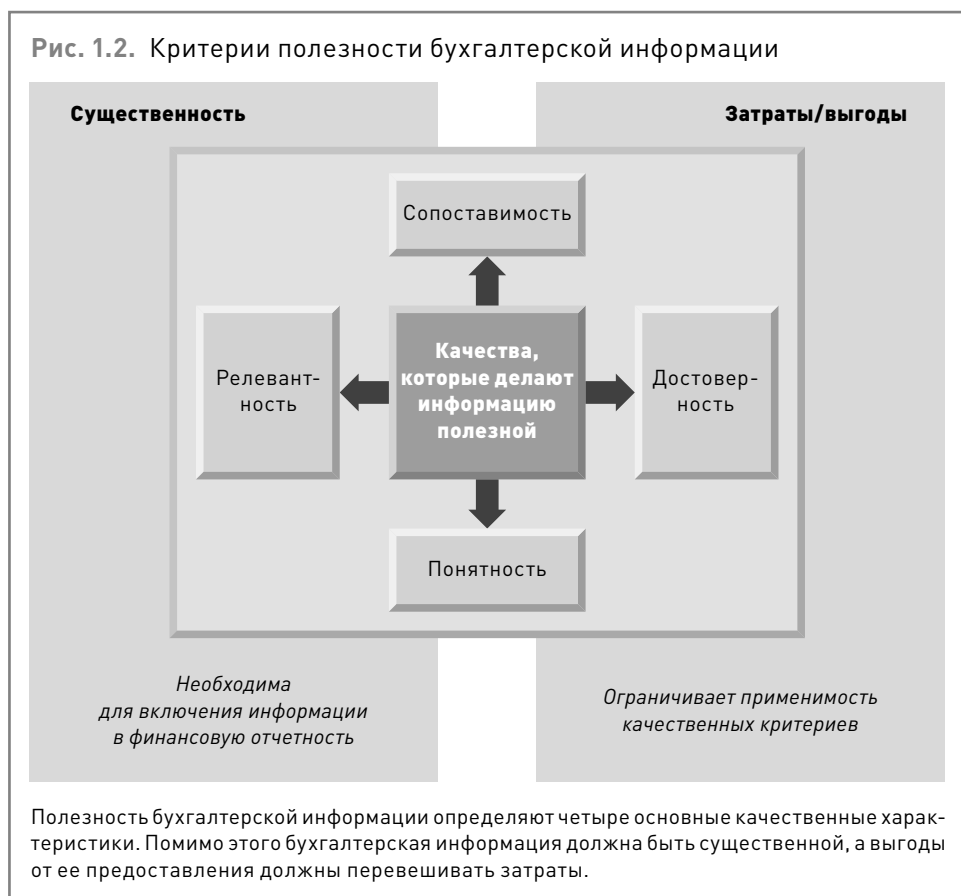 Рис. 1.2. Критерии полезности бухгалтерской информации
Существенность
Затраты/выгоды
Сопоставимость
Релевант-
ность
Качества,
которые делают
информацию
полезной
Достовер-
ность
Понятность
Необходима
для включения информации
в финансовую отчетность
Ограничивает применимость
качественных критериев
Полезность бухгалтерской информации определяют четыре основные качественные харак-
теристики. Помимо этого бухгалтерская информация должна быть существенной, а выгоды
от ее предоставления должны перевешивать затраты.